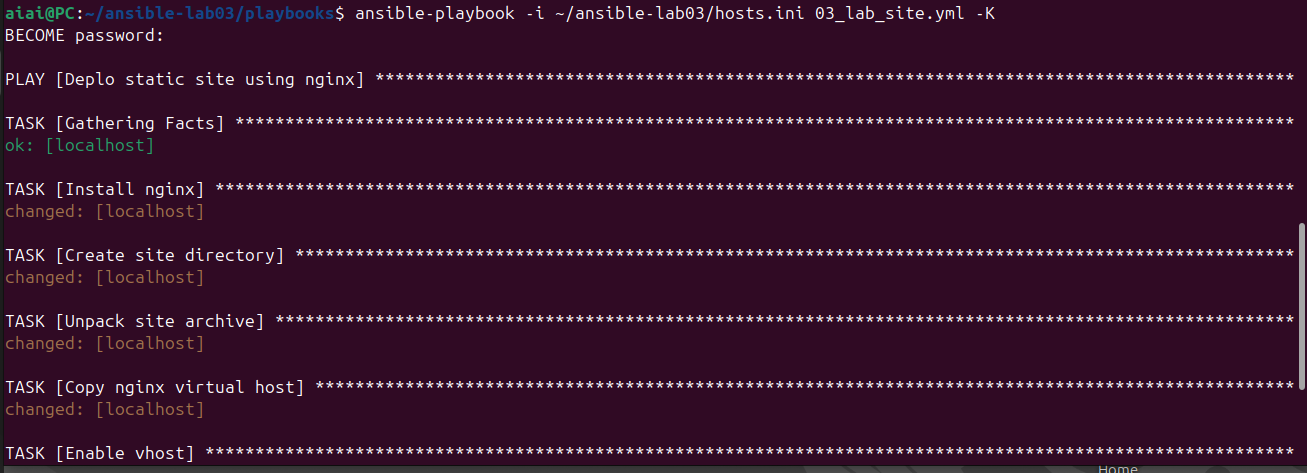 aiai@PC:~/ansible-lab03/playbooks$ ansible-playbook -i ~/ansible-lab03/hosts.ini 03_lab_site.yml -K
BECOME password:
PLAY [Deplo static site using nginx] ********************************************************************************************
TASK [Gathering Facts] **********************************************************************************************************
ok: [localhost]
TASK [Install nginx] ************************************************************************************************************
changed: [localhost]
TASK [Create site directory] ****************************************************************************************************
changed: [localhost]
TASK [Unpack site archive] ******************************************************************************************************
changed: [localhost]
TASK [Copy nginx virtual host] **************************************************************************************************
changed: [localhost]
TASK [Enable vhost] *************************************************************************************************************
Home